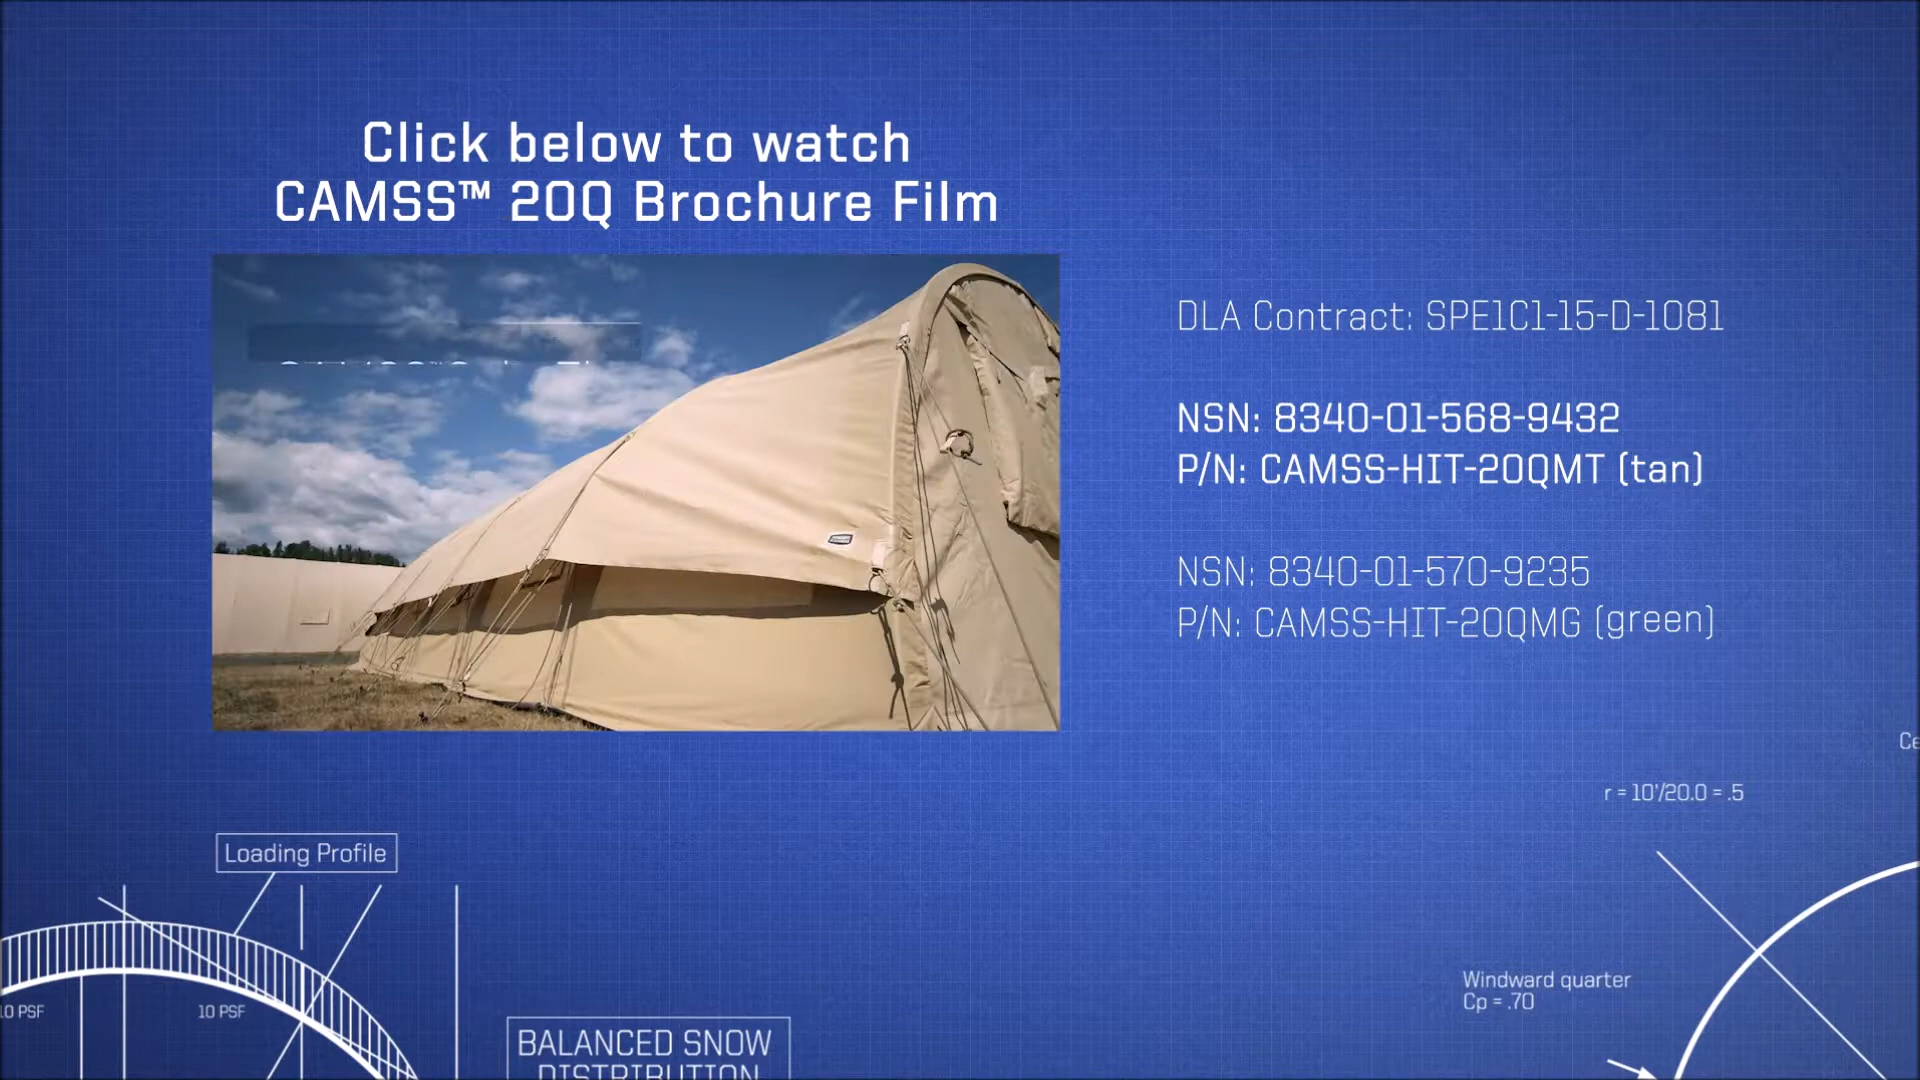 Click below to watch
CAMSS™ 20Q Brochure Film
DLA Contract: SPE1C1-15-D-1081
NSN: 8340-01-568-9432
P/N: CAMSS-HIT-20QMT (tan)
NSN: 8340-01-570-9235
P/N: CAMSS-HIT-20QMG (green)
r = 10'/20.0 = .5
Loading Profile
10 PSF
10 PSF
Windward quarter
Cp = .70
BALANCED SNOW
DISTRIBUTION